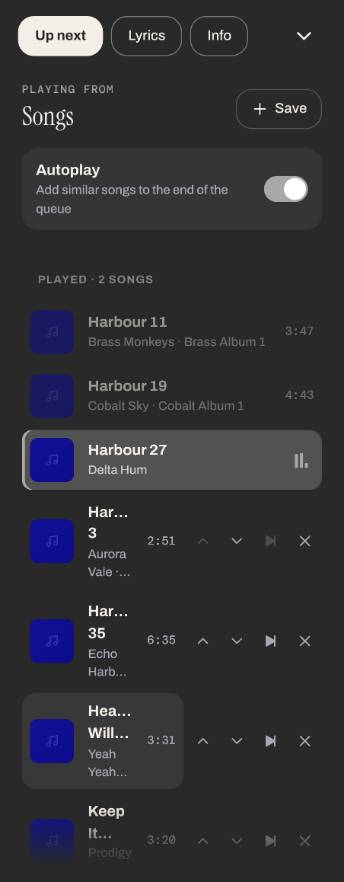 Up next
Lyrics
Info
PLAYING FROM
Songs
+ Save
Autoplay
Add similar songs to the end of the
queue
PLAYED · 2 SONGS
Harbour 11
Brass Monkeys · Brass Album 1
3:47
Harbour 19
Cobalt Sky · Cobalt Album 1
4:43
Harbour 27
Delta Hum
Har...
3
Aurora
Vale ·...
2:51
Har...
35
Echo
Harb...
6:35
Hea...
Will...
Yeah
Yeah...
3:31
Keep
It...
Prodigy
3:20